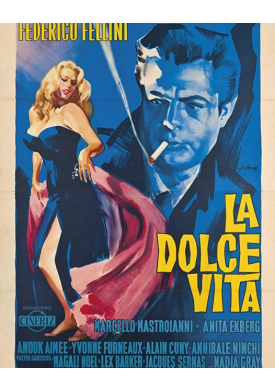 FEDERICO FELLINI
LA
DOLCE
VITA
CINERIZ
MARCELLO MASTROIANNI - ANITA EKBERG
ANOUK AIMEE - YVONNE FURNEAUX - ALAIN CUNY - ANNIBALE NINCHI
MAGALI NOEL - LEX BARKER - JACQUES SERNAS - NADIA GRAY